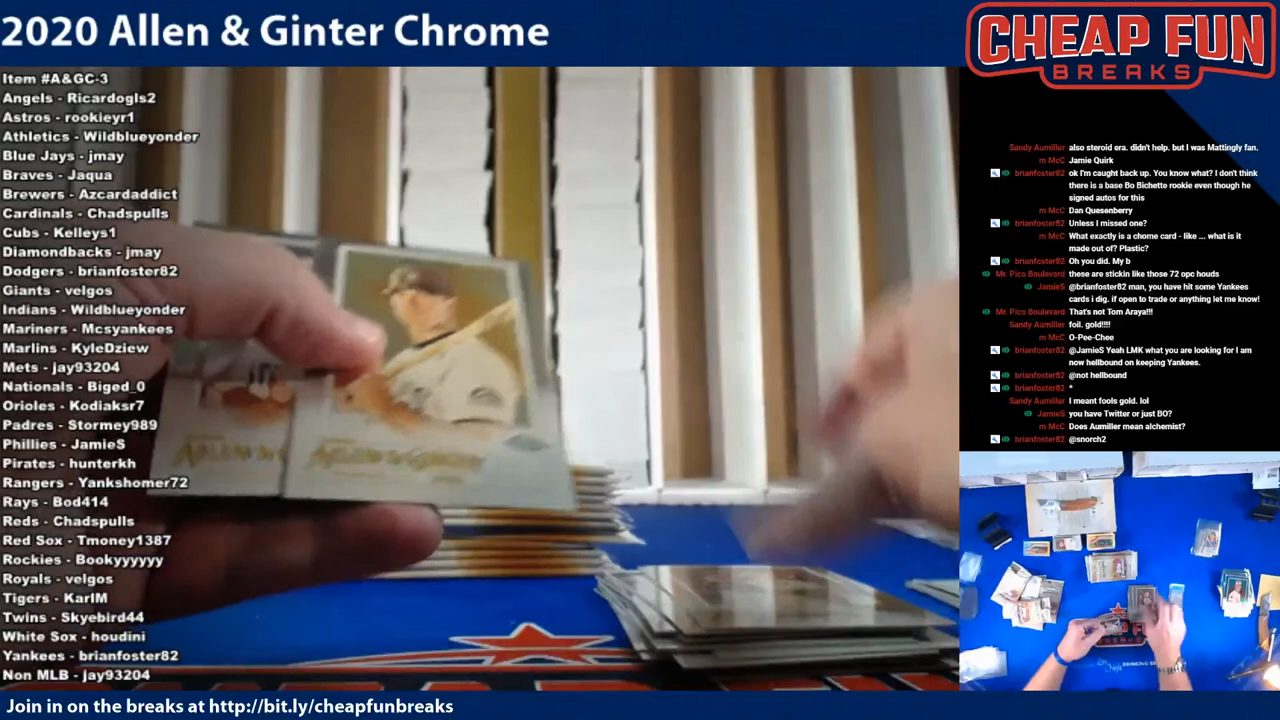 2020 Allen & Ginter Chrome
CHEAP FUN
BREAKS
Item #A&GC-3
Angels - Ricardogls2
Astros - rookieyr1
Athletics - Wildblueyonder
Blue Jays - jmay
Braves - Jaqua
Brewers - Azcardaddict
Cardinals - Chadspulls
Cubs - Kelleys1
Diamondbacks - jmay
Dodgers - brianfoster82
Giants - velgos
Indians - Wildblueyonder
Mariners - Mcsyankees
Marlins - KyleDziew
Mets - jay93204
Nationals - Biged_0
Orioles - Kodiaksr7
Padres - Stormey989
Phillies - JamieS
Pirates - hunterkh
Rangers - Yankshomer72
Rays - Bod414
Reds - Chadspulls
Red Sox - Tmoney1387
Rockies - Bookyyyyyy
Royals - velgos
Tigers - KarlM
Twins - Skyebird44
White Sox - houdini
Yankees - brianfoster82
Non MLB - jay93204
Sandy Aumiller also steroid era. didn't help. but I was Mattingly fan.
m McC Jamie Quirk
brianfoster82 ok I'm caught back up. You know what? I don't think
there is a base Bo Bichette rookie even though he
signed autos for this
m McC Dan Quesenberry
brianfoster82 Unless I missed one?
m McC What exactly is a chome card - like ... what is it
made out of? Plastic?
brianfoster82 Oh you did. My b
Mr. Pico Boulevard these are stickin like those 72 opc houds
JamieS @brianfoster82 man, you have hit some Yankees
cards i dig. if open to trade or anything let me know!
Mr. Pico Boulevard That's not Tom Araya!!!
Sandy Aumiller foil. gold!!!!
m McC O-Pee-Chee
brianfoster82 @JamieS Yeah LMK what you are looking for I am
now hellbound on keeping Yankees.
brianfoster82 @not hellbound
brianfoster82 *
Sandy Aumiller I meant fools gold. lol
JamieS you have Twitter or just BO?
m McC Does Aumiller mean alchemist?
brianfoster82 @snorch2
Join in on the breaks at http://bit.ly/cheapfunbreaks